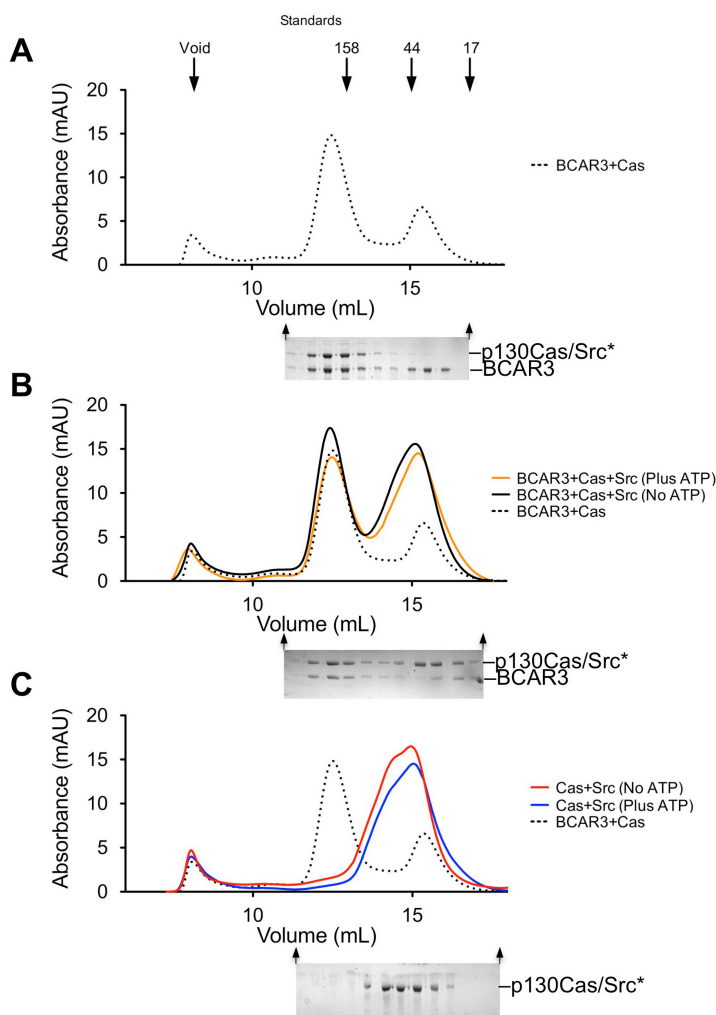 Standards
A
Void
158
44
17
20
15
10
5
0
Absorbance (mAU)
10
15
Volume (mL)
BCAR3+Cas
p130Cas/Src*
BCAR3
B
20
15
10
5
0
Absorbance (mAU)
10
15
Volume (mL)
BCAR3+Cas+Src (Plus ATP)
BCAR3+Cas+Src (No ATP)
BCAR3+Cas
p130Cas/Src*
BCAR3
C
20
15
10
5
0
Absorbance (mAU)
10
15
Volume (mL)
Cas+Src (No ATP)
Cas+Src (Plus ATP)
BCAR3+Cas
p130Cas/Src*